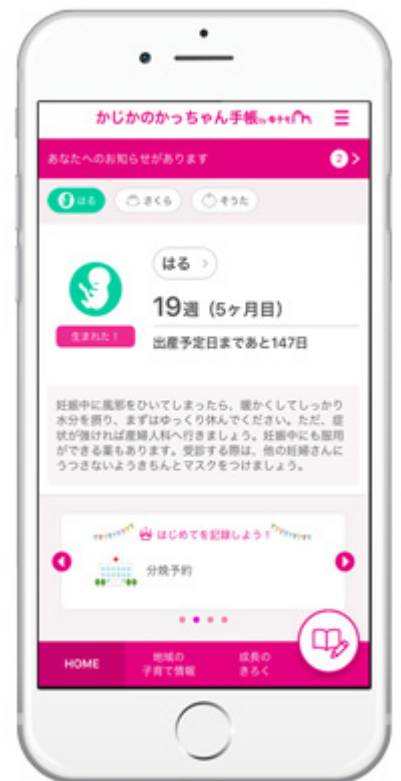 かじかのかっちゃん手帳by母子モ
あなたへのお知らせがあります 2 >
はる さくら そうた
はる >
19週（5ヶ月目）
生まれた！
出産予定日まであと147日
妊娠中に風邪をひいてしまったら、暖かくしてしっかり
水分を摂り、まずはゆっくり休んでください。ただ、症
状が強ければ産婦人科へ行きましょう。妊娠中にも服用
ができる薬もあります。受診する際は、他の妊婦さんに
うつさないようきちんとマスクをつけましょう。
はじめてを記録しよう！
分娩予約
HOME
地域の
子育て情報
成長の
きろく